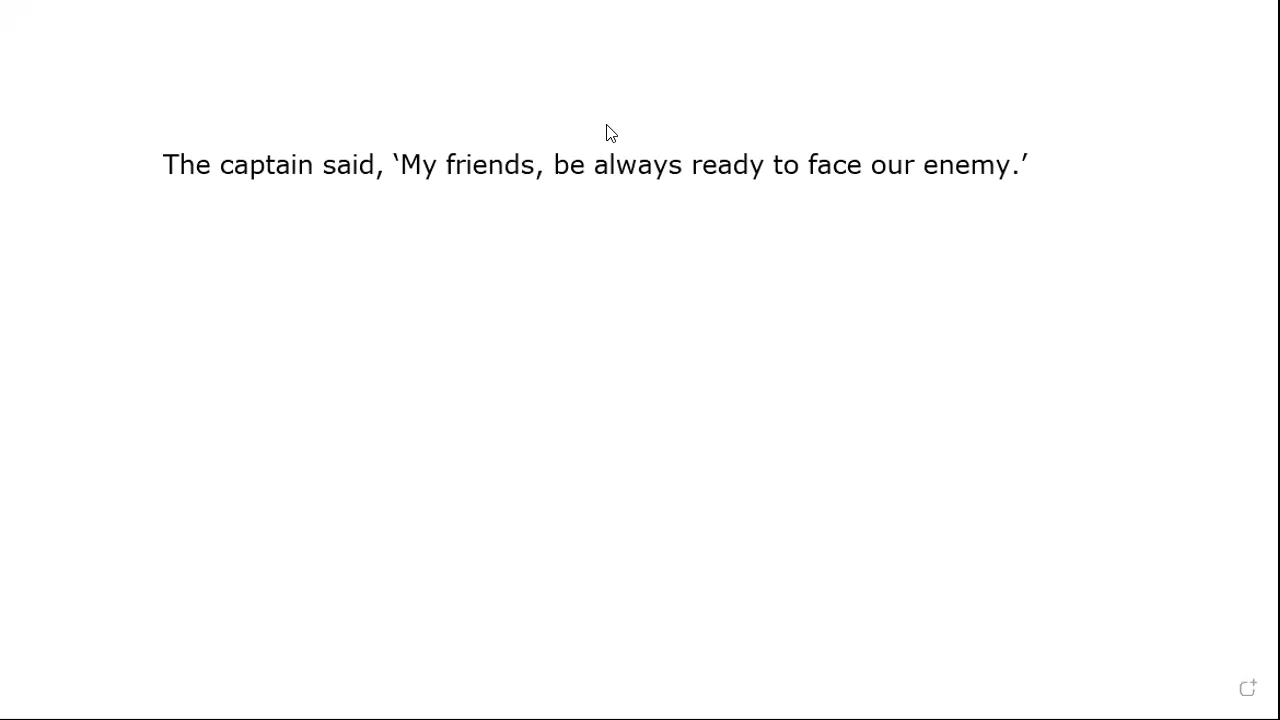 The captain said, ‘My friends, be always ready to face our enemy.’